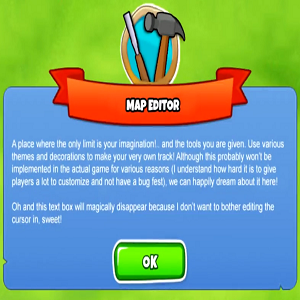 MAP EDITOR
A place where the only limit is your imagination!.. and the tools you are given. Use various
themes and decorations to make your very own track! Although this probably won't be
implemented in the actual game for various reasons (I understand how hard it is to give
players a lot to customize and not have a bug fest), we can happily dream about it here!
Oh and this text box will magically disappear because I don't want to bother editing the
cursor in, sweet!
OK